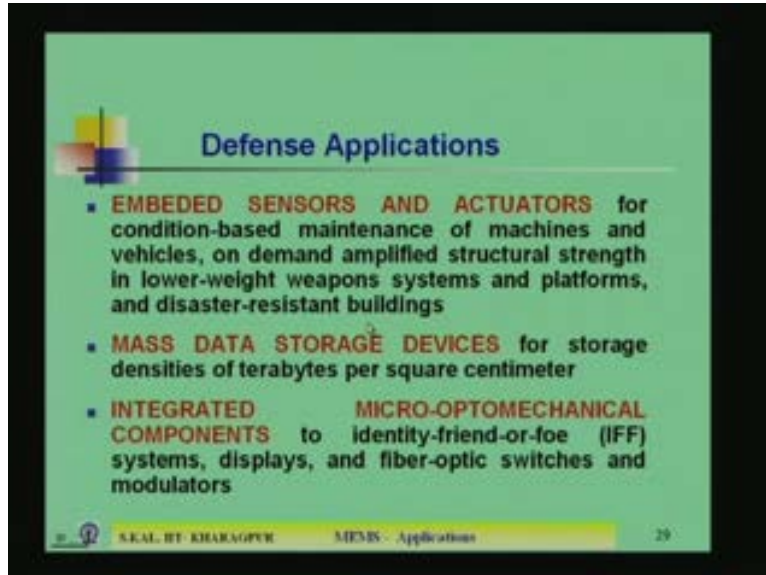 Defense Applications
EMBEDED SENSORS AND ACTUATORS for
condition-based maintenance of machines and
vehicles, on demand amplified structural strength
in lower-weight weapons systems and platforms,
and disaster-resistant buildings
MASS DATA STORAGE DEVICES for storage
densities of terabytes per square centimeter
INTEGRATED MICRO-OPTOMECHANICAL
COMPONENTS to identity-friend-or-foe (IFF)
systems, displays, and fiber-optic switches and
modulators
S.KAL, IIT- KHARAGPUR MEMS - Applications 29